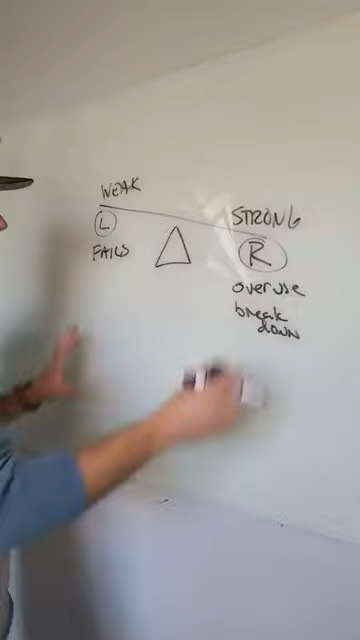 WEAK
STRONG
L
R
FAILS
overuse
break
down